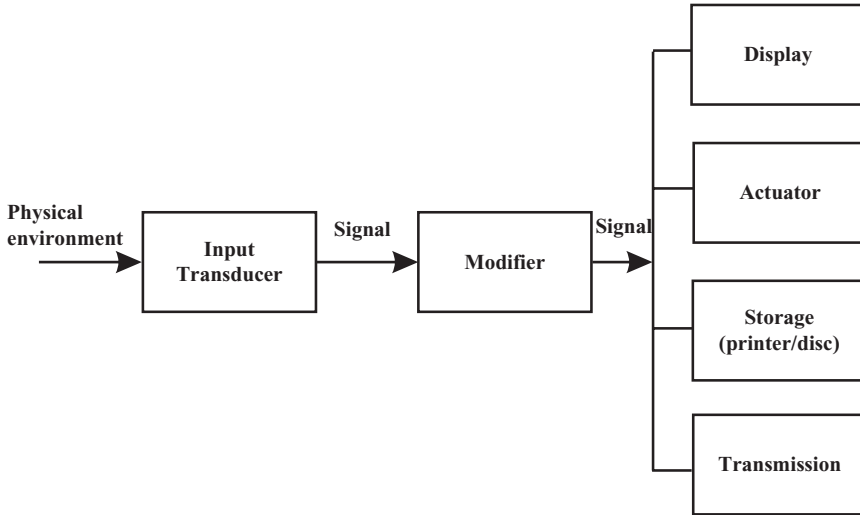 Physical
environment
Input
Transducer
Signal
Modifier
Signal
Display
Actuator
Storage
(printer/disc)
Transmission